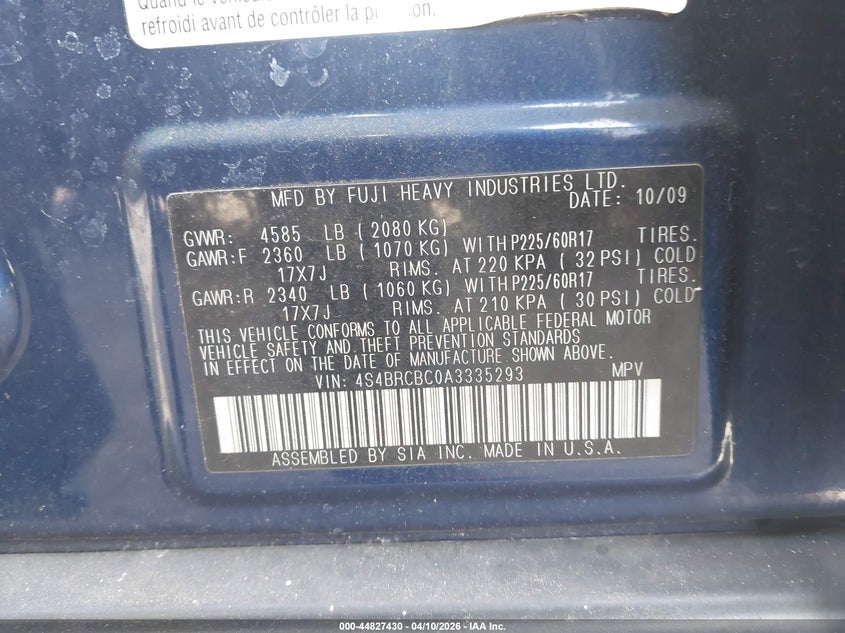 Quand le véhicule
refroidi avant de contrôler la pression.
MFD BY FUJI HEAVY INDUSTRIES LTD.
DATE: 10/09
GVWR: 4585 LB ( 2080 KG)
GAWR:F 2360 LB ( 1070 KG) WITH P225/60R17 TIRES.
17X7J RIMS. AT 220 KPA ( 32 PSI) COLD
GAWR:R 2340 LB ( 1060 KG) WITH P225/60R17 TIRES.
17X7J RIMS. AT 210 KPA ( 30 PSI) COLD
THIS VEHICLE CONFORMS TO ALL APPLICABLE FEDERAL MOTOR
VEHICLE SAFETY AND THEFT PREVENTION STANDARDS
IN EFFECT ON THE DATE OF MANUFACTURE SHOWN ABOVE.
VIN: 4S4BRCBC0A3335293 MPV
ASSEMBLED BY SIA INC. MADE IN U.S.A.
000-44827430 - 04/10/2026 - IAA Inc.